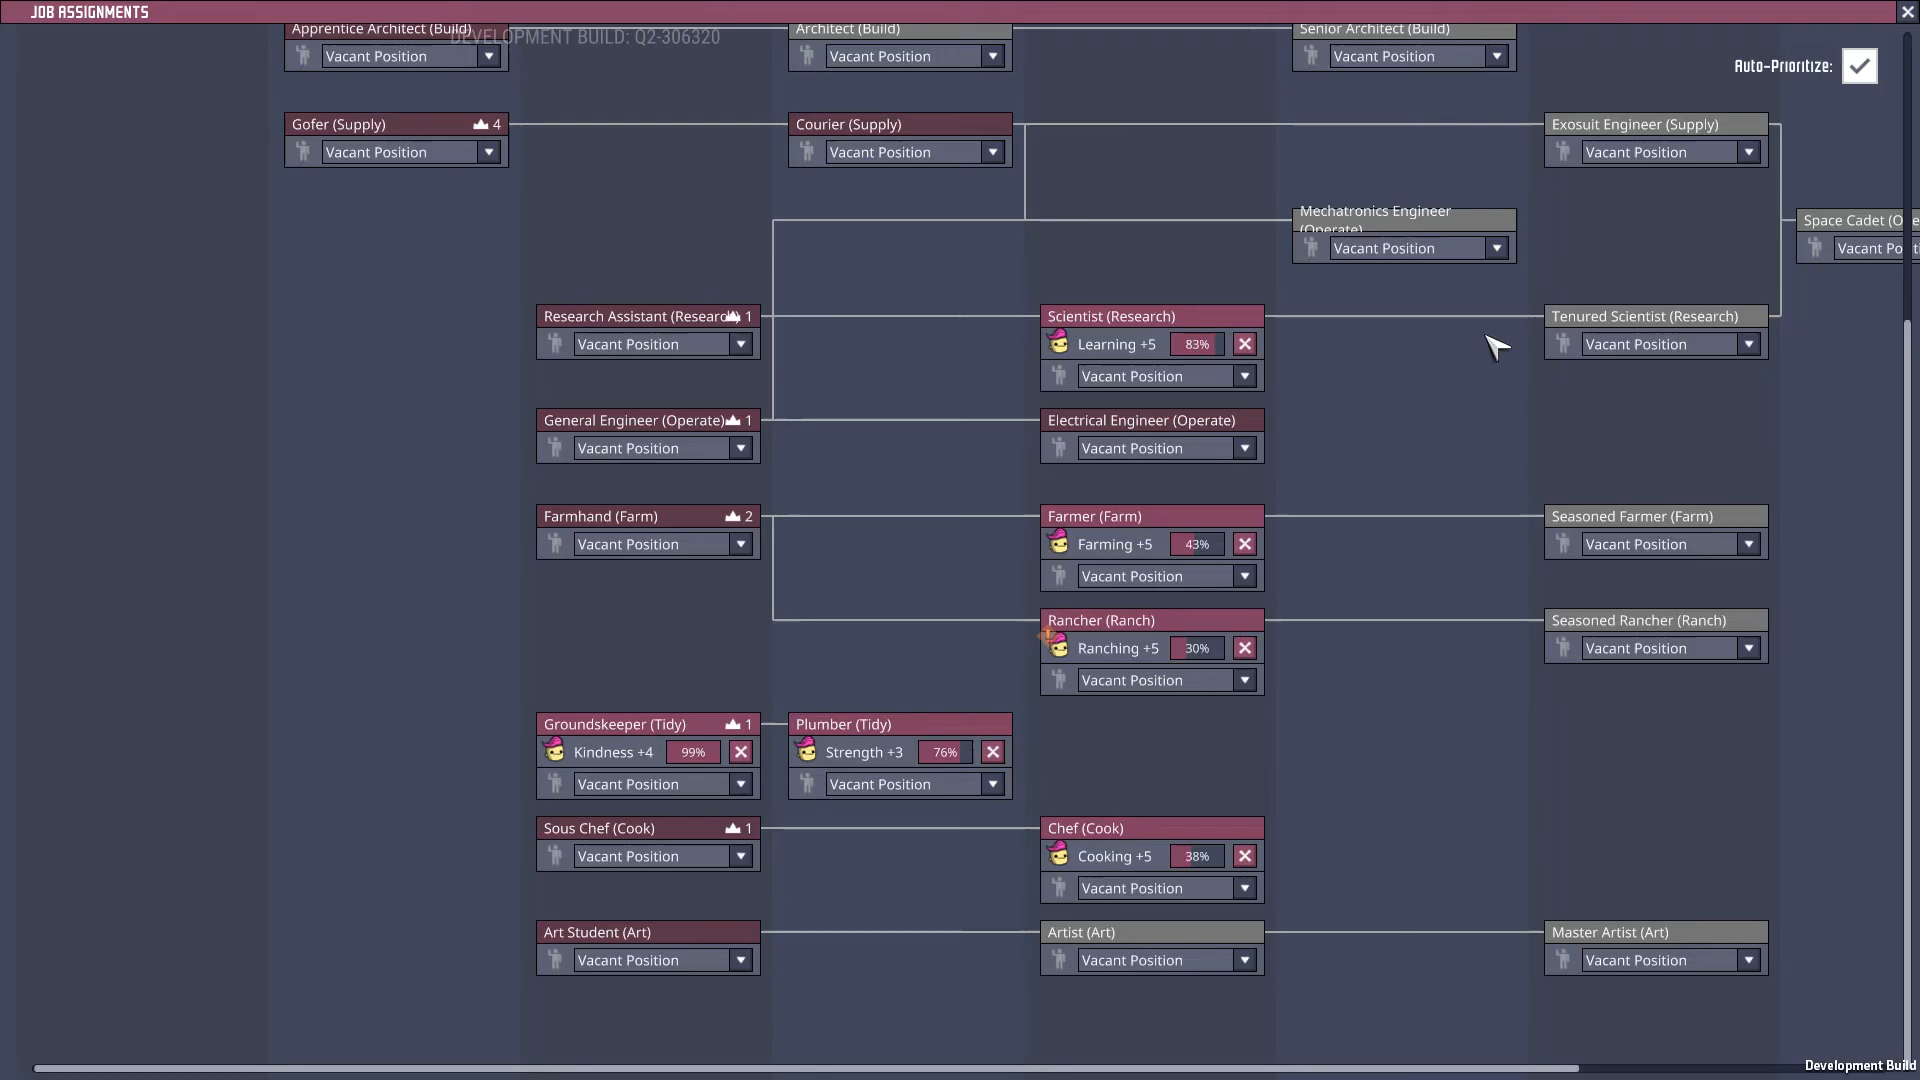 JOB ASSIGNMENTS
Apprentice Architect (Build)
Architect (Build)
Senior Architect (Build)
DEVELOPMENT BUILD: Q2-306320
Vacant Position
Vacant Position
Vacant Position
Auto-Prioritize:
Gofer (Supply) 4
Courier (Supply)
Exosuit Engineer (Supply)
Vacant Position
Vacant Position
Vacant Position
Mechatronics Engineer
(Operate)
Space Cadet (Ope
Vacant Position
Vacant Positi
Research Assistant (Research) 1
Scientist (Research)
Tenured Scientist (Research)
Vacant Position
Learning +5 83%
Vacant Position
Vacant Position
General Engineer (Operate) 1
Electrical Engineer (Operate)
Vacant Position
Vacant Position
Farmhand (Farm) 2
Farmer (Farm)
Seasoned Farmer (Farm)
Vacant Position
Farming +5 43%
Vacant Position
Vacant Position
Rancher (Ranch)
Seasoned Rancher (Ranch)
Ranching +5 30%
Vacant Position
Vacant Position
Groundskeeper (Tidy) 1
Plumber (Tidy)
Kindness +4 99%
Strength +3 76%
Vacant Position
Vacant Position
Sous Chef (Cook) 1
Chef (Cook)
Vacant Position
Cooking +5 38%
Vacant Position
Art Student (Art)
Artist (Art)
Master Artist (Art)
Vacant Position
Vacant Position
Vacant Position
Development Build